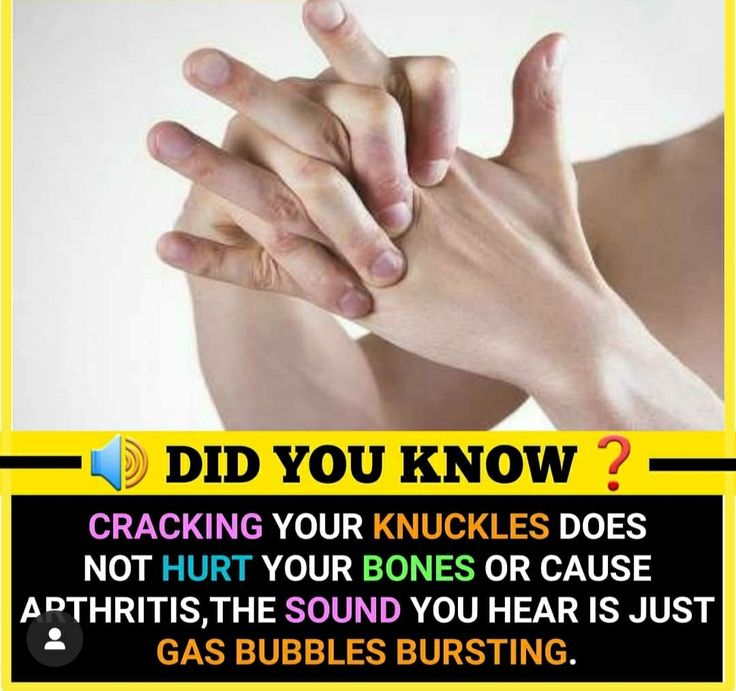 DID YOU KNOW❓
CRACKING YOUR KNUCKLES DOES
NOT HURT YOUR BONES OR CAUSE
ARTHRITIS,THE SOUND YOU HEAR IS JUST
GAS BUBBLES BURSTING.